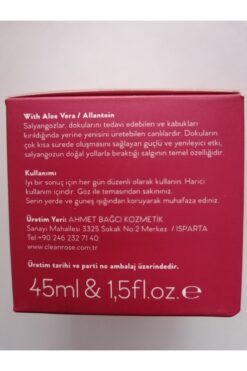 With Aloe Vera / Allantoin
Salyangozlar, dokularını tedavi edebilen ve kabukları
kırıldığında yerine yenisini üretebilen canlılardır. Dokuların
çok kısa sürede oluşmasını sağlayan güçlü ve yenileyici etki,
salyangozun doğal yollarla bıraktığı salgının temel özelliğidir.
Kullanımı
İyi bir sonuç için her gün düzenli olarak kullanın. Harici
kullanım içindir. Göze temasından sakınınız.
Serin yerde ve güneş ışığından koruyarak muhafaza ediniz.
Üretim Yeri: AHMET BAĞCI KOZMETİK
Sanayi Mahallesi 3325 Sokak No:2 Merkez / ISPARTA
Tel:+90 246 232 71 40
www.cleanrose.com.tr
Üretim tarihi ve parti no ambalaj üzerindedir.
45ml & 1,5fl.oz.℮